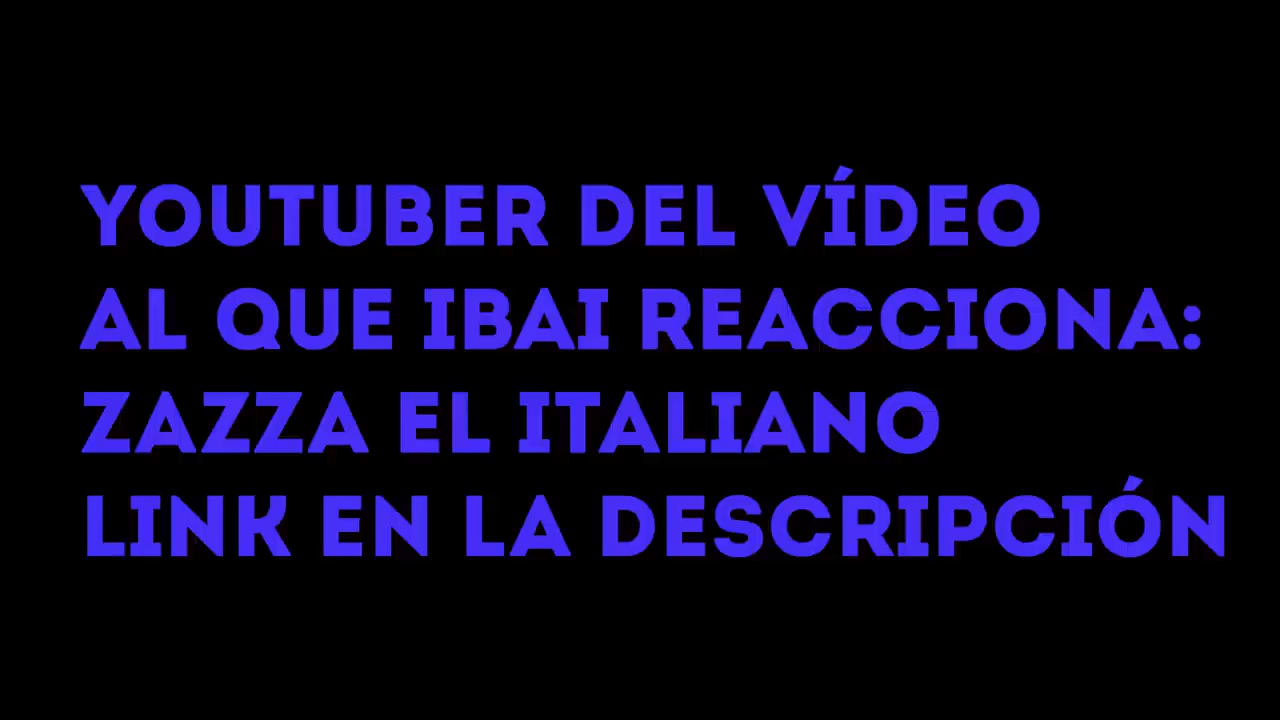 YOUTUBER DEL VÍDEO
AL QUE IBAI REACCIONA:
ZAZZA EL ITALIANO
LINK EN LA DESCRIPCIÓN